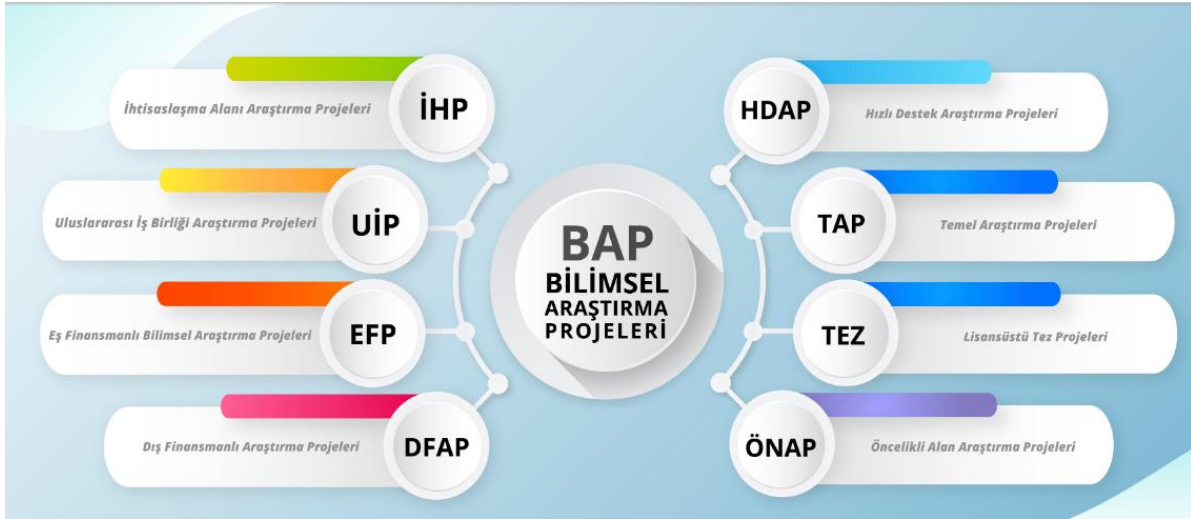 İhtisaslaşma Alanı Araştırma Projeleri
İHP
Uluslararası İş Birliği Araştırma Projeleri
UİP
Eş Finansmanlı Bilimsel Araştırma Projeleri
EFP
Dış Finansmanlı Araştırma Projeleri
DFAP
BAP
BİLİMSEL
ARAŞTIRMA
PROJELERİ
HDAP
Hızlı Destek Araştırma Projeleri
TAP
Temel Araştırma Projeleri
TEZ
Lisansüstü Tez Projeleri
ÖNAP
Öncelikli Alan Araştırma Projeleri